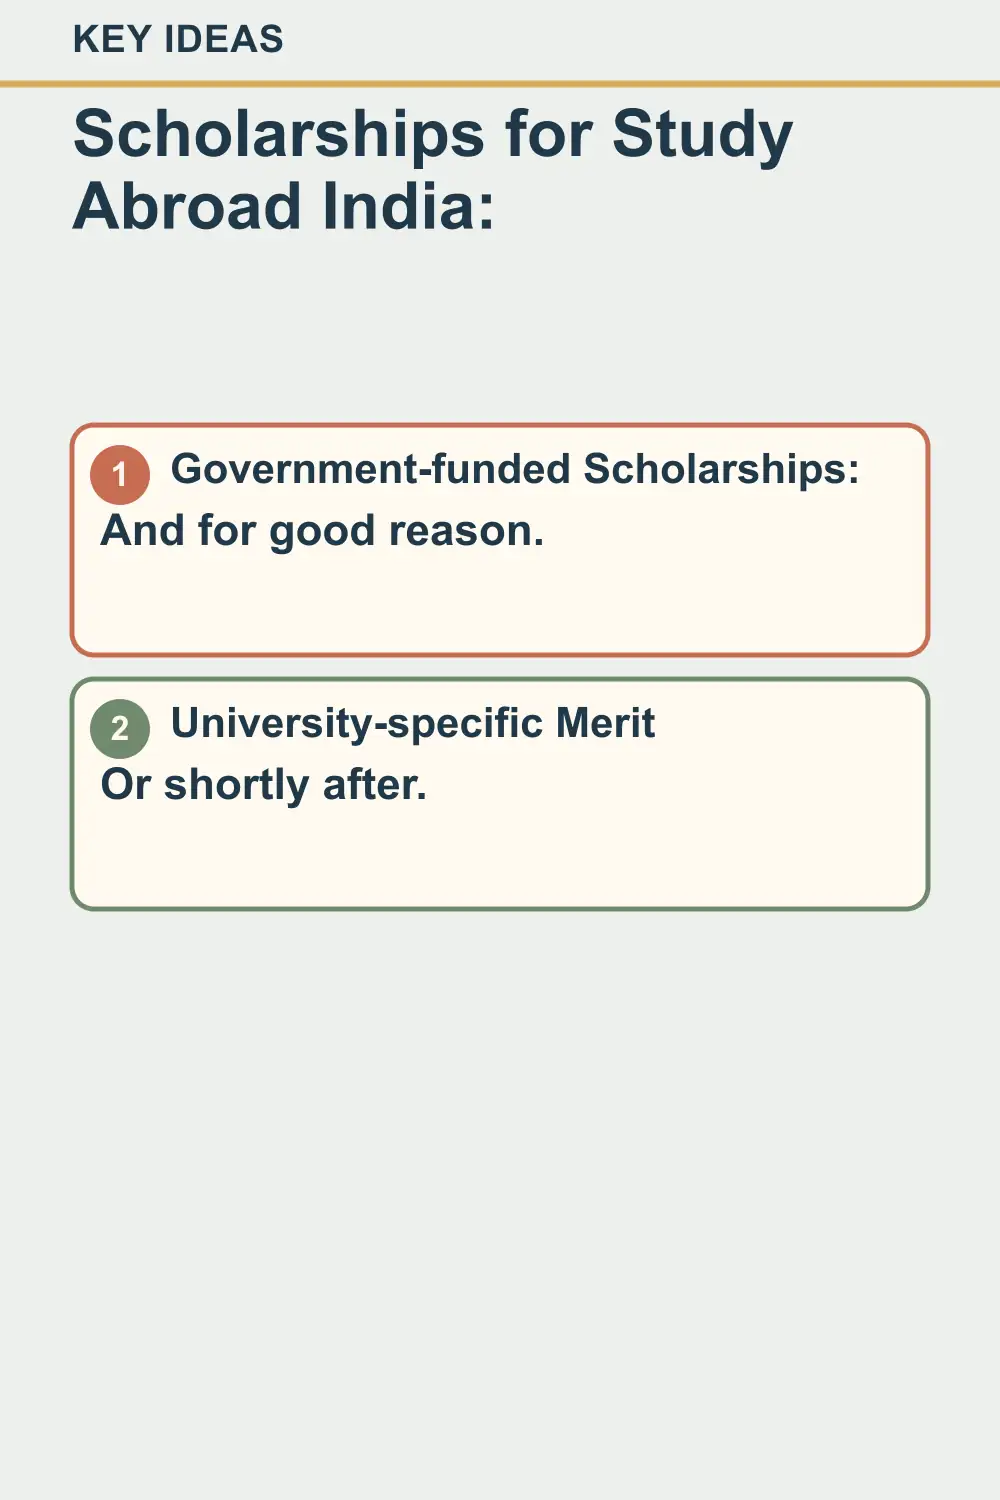 KEY IDEAS
Scholarships for Study
Abroad India:
1 Government-funded Scholarships:
And for good reason.
2 University-specific Merit
Or shortly after.